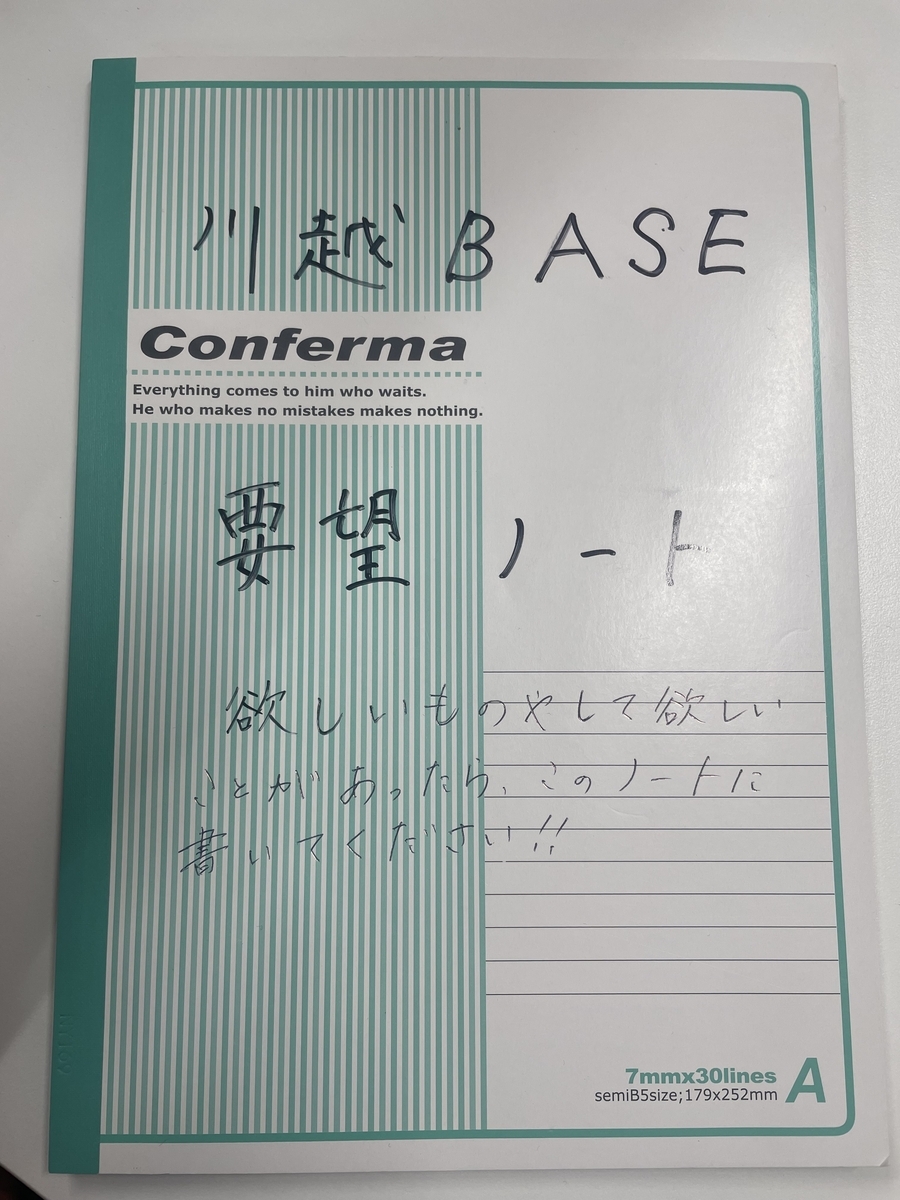 川越BASE
Conferma
Everything comes to him who waits.
He who makes no mistakes makes nothing.
要望ノート
欲しいものやして欲しい
ことがあったら、このノートに
書いてください!!
7mmx30lines
semiB5size;179x252mm
A